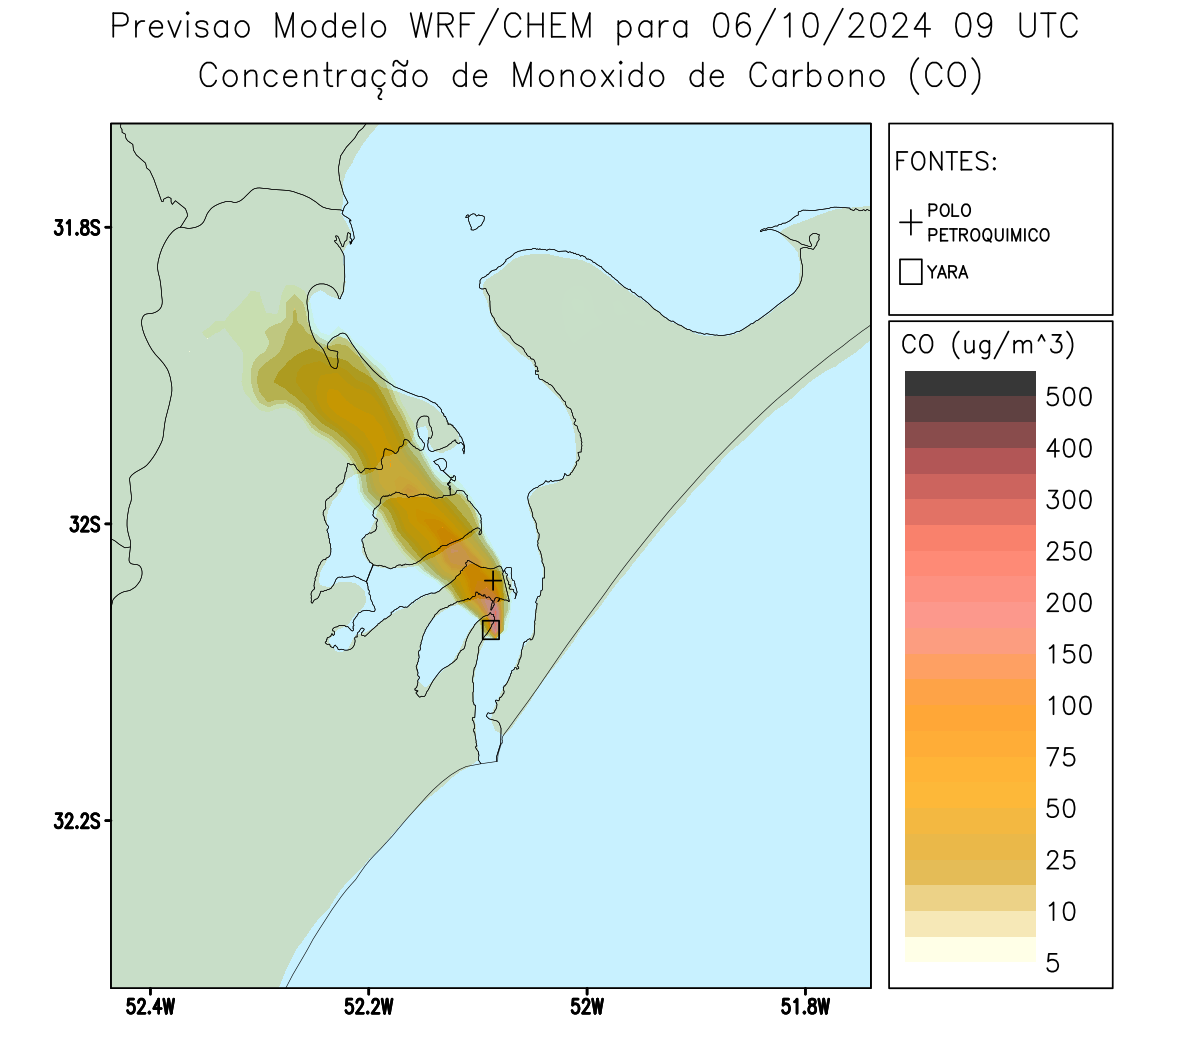 Previsao Modelo WRF/CHEM para 06/10/2024 09 UTC
Concentração de Monoxido de Carbono (CO)
FONTES:
POLO
PETROQUIMICO
YARA
CO (ug/m^3)
500
400
300
250
200
150
100
75
50
25
10
5
31.8S
32S
32.2S
52.4W
52.2W
52W
51.8W